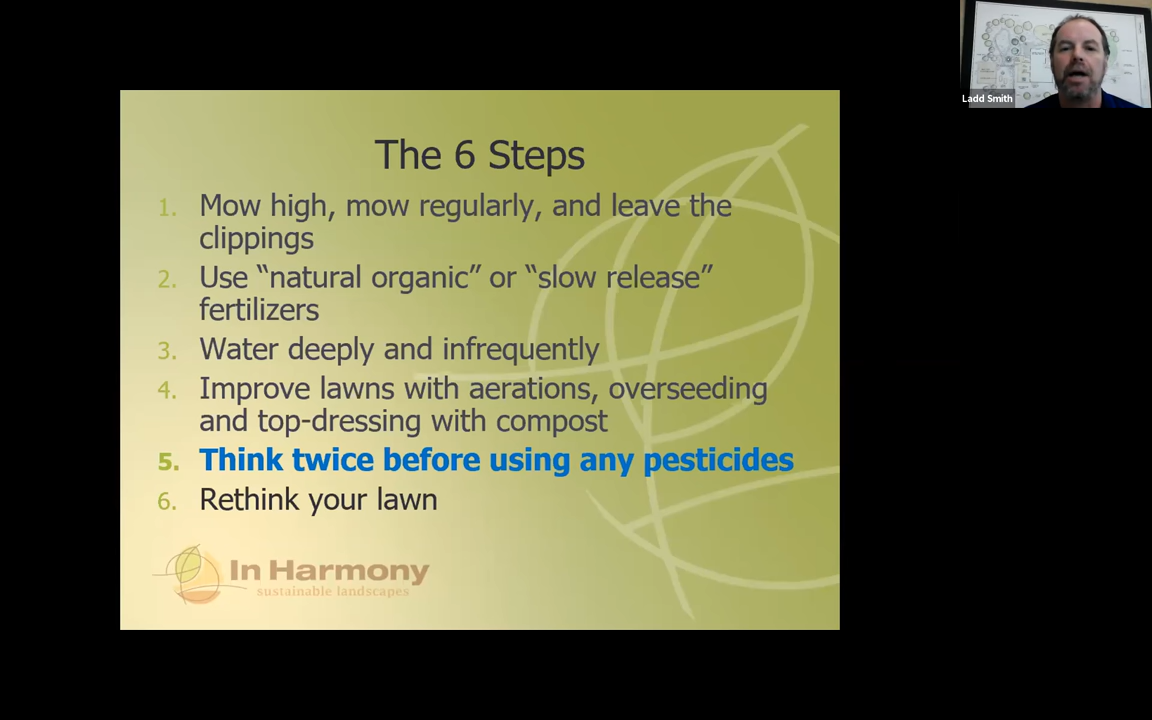 Ladd Smith
The 6 Steps
1. Mow high, mow regularly, and leave the
clippings
2. Use “natural organic” or “slow release”
fertilizers
3. Water deeply and infrequently
4. Improve lawns with aerations, overseeding
and top-dressing with compost
5. Think twice before using any pesticides
6. Rethink your lawn
In Harmony
sustainable landscapes